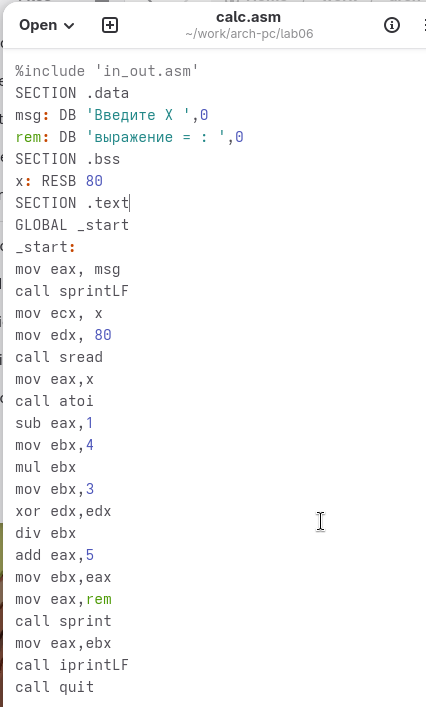 Open
calc.asm
~/work/arch-pc/lab06
%include 'in_out.asm'
SECTION .data
msg: DB 'Введите X ',0
rem: DB 'выражение = : ',0
SECTION .bss
x: RESB 80
SECTION .text
GLOBAL _start
_start:
mov eax, msg
call sprintLF
mov ecx, x
mov edx, 80
call sread
mov eax,x
call atoi
sub eax,1
mov ebx,4
mul ebx
mov ebx,3
xor edx,edx
div ebx
add eax,5
mov ebx,eax
mov eax,rem
call sprint
mov eax,ebx
call iprintLF
call quit